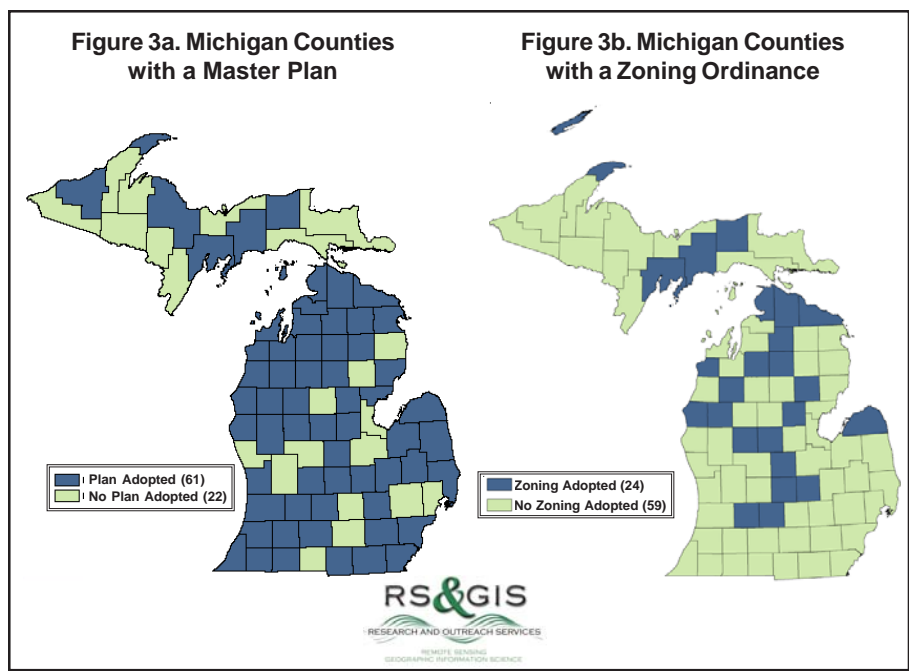 Figure 3a. Michigan Counties
with a Master Plan
Figure 3b. Michigan Counties
with a Zoning Ordinance
Plan Adopted (61)
No Plan Adopted (22)
Zoning Adopted (24)
No Zoning Adopted (59)
RS&GIS
RESEARCH AND OUTREACH SERVICES
REMOTE SENSING
GEOGRAPHIC INFORMATION SCIENCE